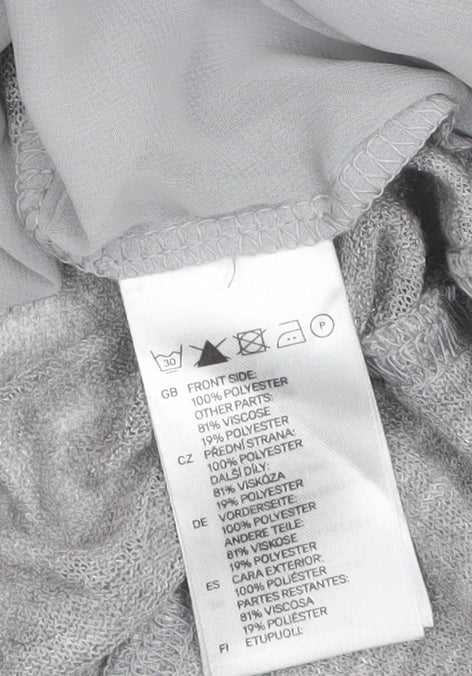 30
P
GB FRONT SIDE:
100% POLYESTER
OTHER PARTS:
81% VISCOSE
19% POLYESTER
CZ PŘEDNÍ STRANA:
100% POLYESTER
DALŠÍ DÍLY:
81% VISKÓZA
19% POLYESTER
DE VORDERSEITE:
100% POLYESTER
ANDERE TEILE:
81% VISKOSE
19% POLYESTER
ES CARA EXTERIOR:
100% POLIÉSTER
PARTES RESTANTES:
81% VISCOSA
19% POLIÉSTER
FI ETUPUOLI: